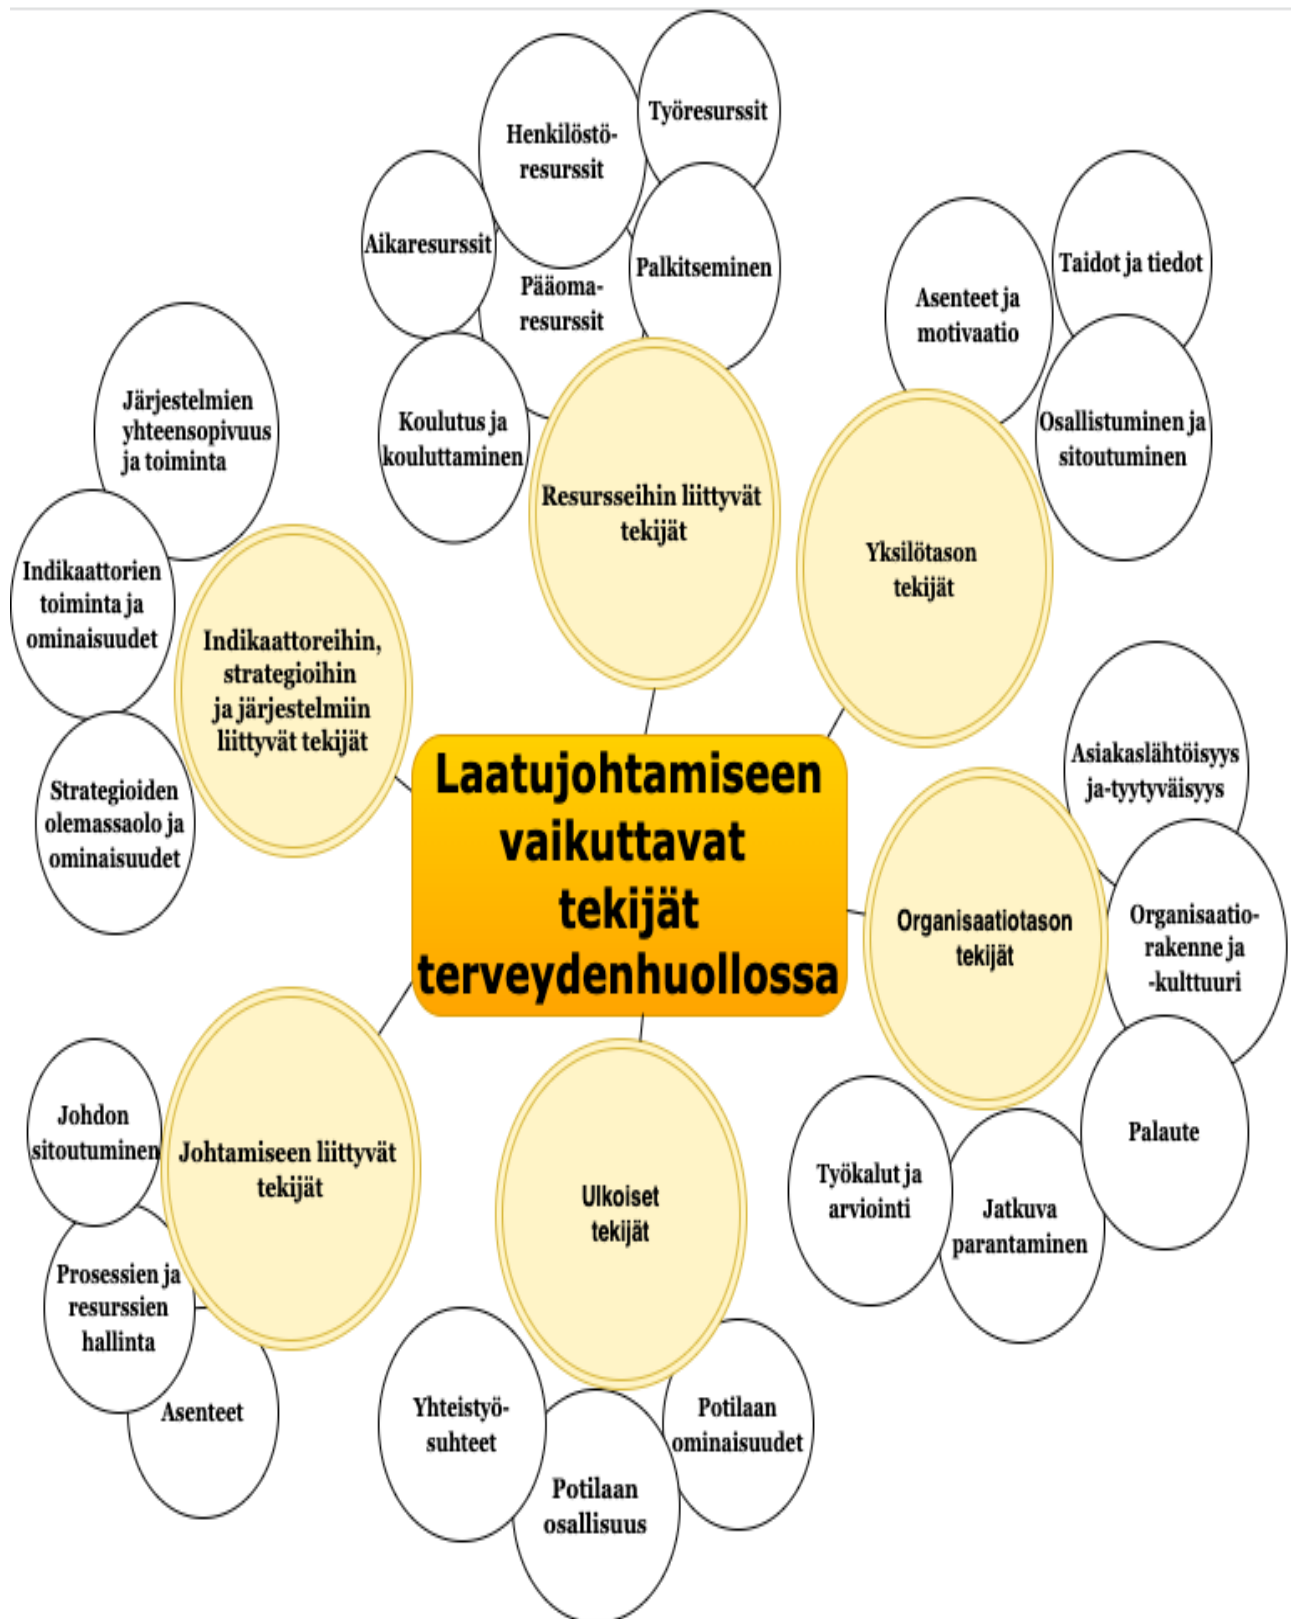 Työresurssit
Henkilöstö-
resurssit
Aikaresurssit
Palkitseminen
Pääoma-
resurssit
Koulutus ja
kouluttaminen
Resursseihin liittyvät
tekijät
Taidot ja tiedot
Asenteet ja
motivaatio
Osallistuminen ja
sitoutuminen
Yksilötason
tekijät
Järjestelmien
yhteensopivuus
ja toiminta
Indikaattorien
toiminta ja
ominaisuudet
Strategioiden
olemassaolo ja
ominaisuudet
Indikaattoreihin,
strategioihin
ja järjestelmiin
liittyvät tekijät
Laatujohtamiseen
vaikuttavat
tekijät
terveydenhuollossa
Asiakaslähtöisyys
ja-tyytyväisyys
Organisaatio-
rakenne ja
-kulttuuri
Organisaatiotason
tekijät
Palaute
Jatkuva
parantaminen
Työkalut ja
arviointi
Johdon
sitoutuminen
Johtamiseen liittyvät
tekijät
Prosessien ja
resurssien
hallinta
Asenteet
Ulkoiset
tekijät
Yhteistyö-
suhteet
Potilaan
osallisuus
Potilaan
ominaisuudet